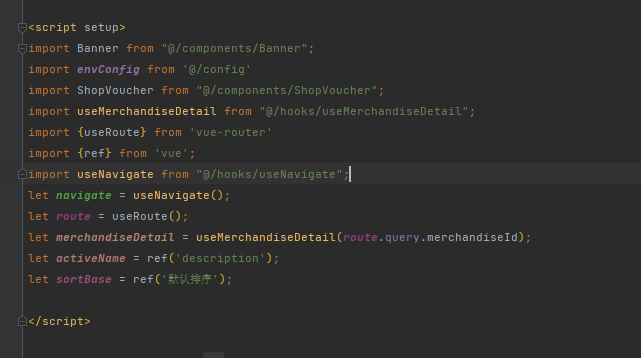 <script setup>
import Banner from "@/components/Banner";
import envConfig from '@/config'
import ShopVoucher from "@/components/ShopVoucher";
import useMerchandiseDetail from "@/hooks/useMerchandiseDetail";
import {useRoute} from 'vue-router'
import {ref} from 'vue';
import useNavigate from "@/hooks/useNavigate";
let navigate = useNavigate();
let route = useRoute();
let merchandiseDetail = useMerchandiseDetail(route.query.merchandiseId);
let activeName = ref('description');
let sortBase = ref('默认排序');
</script>